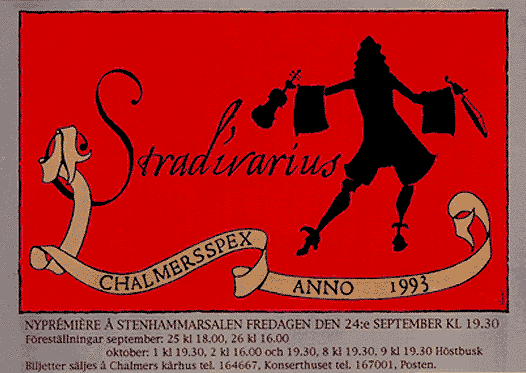 Stradivarius
CHALMERSSPEX ANNO 1993
NYPRÉMIÈRE Å STENHAMMARSALEN FREDAGEN DEN 24:e SEPTEMBER KL 19.30
Föreställningar september: 25 kl 18.00, 26 kl 16.00
oktober: 1 kl 19.30, 2 kl 16.00 och 19.30, 8 kl 19.30, 9 kl 19.30 Höstbusk
Biljetter säljes å Chalmers kårhus tel. 164667, Konserthuset tel. 167001, Posten.